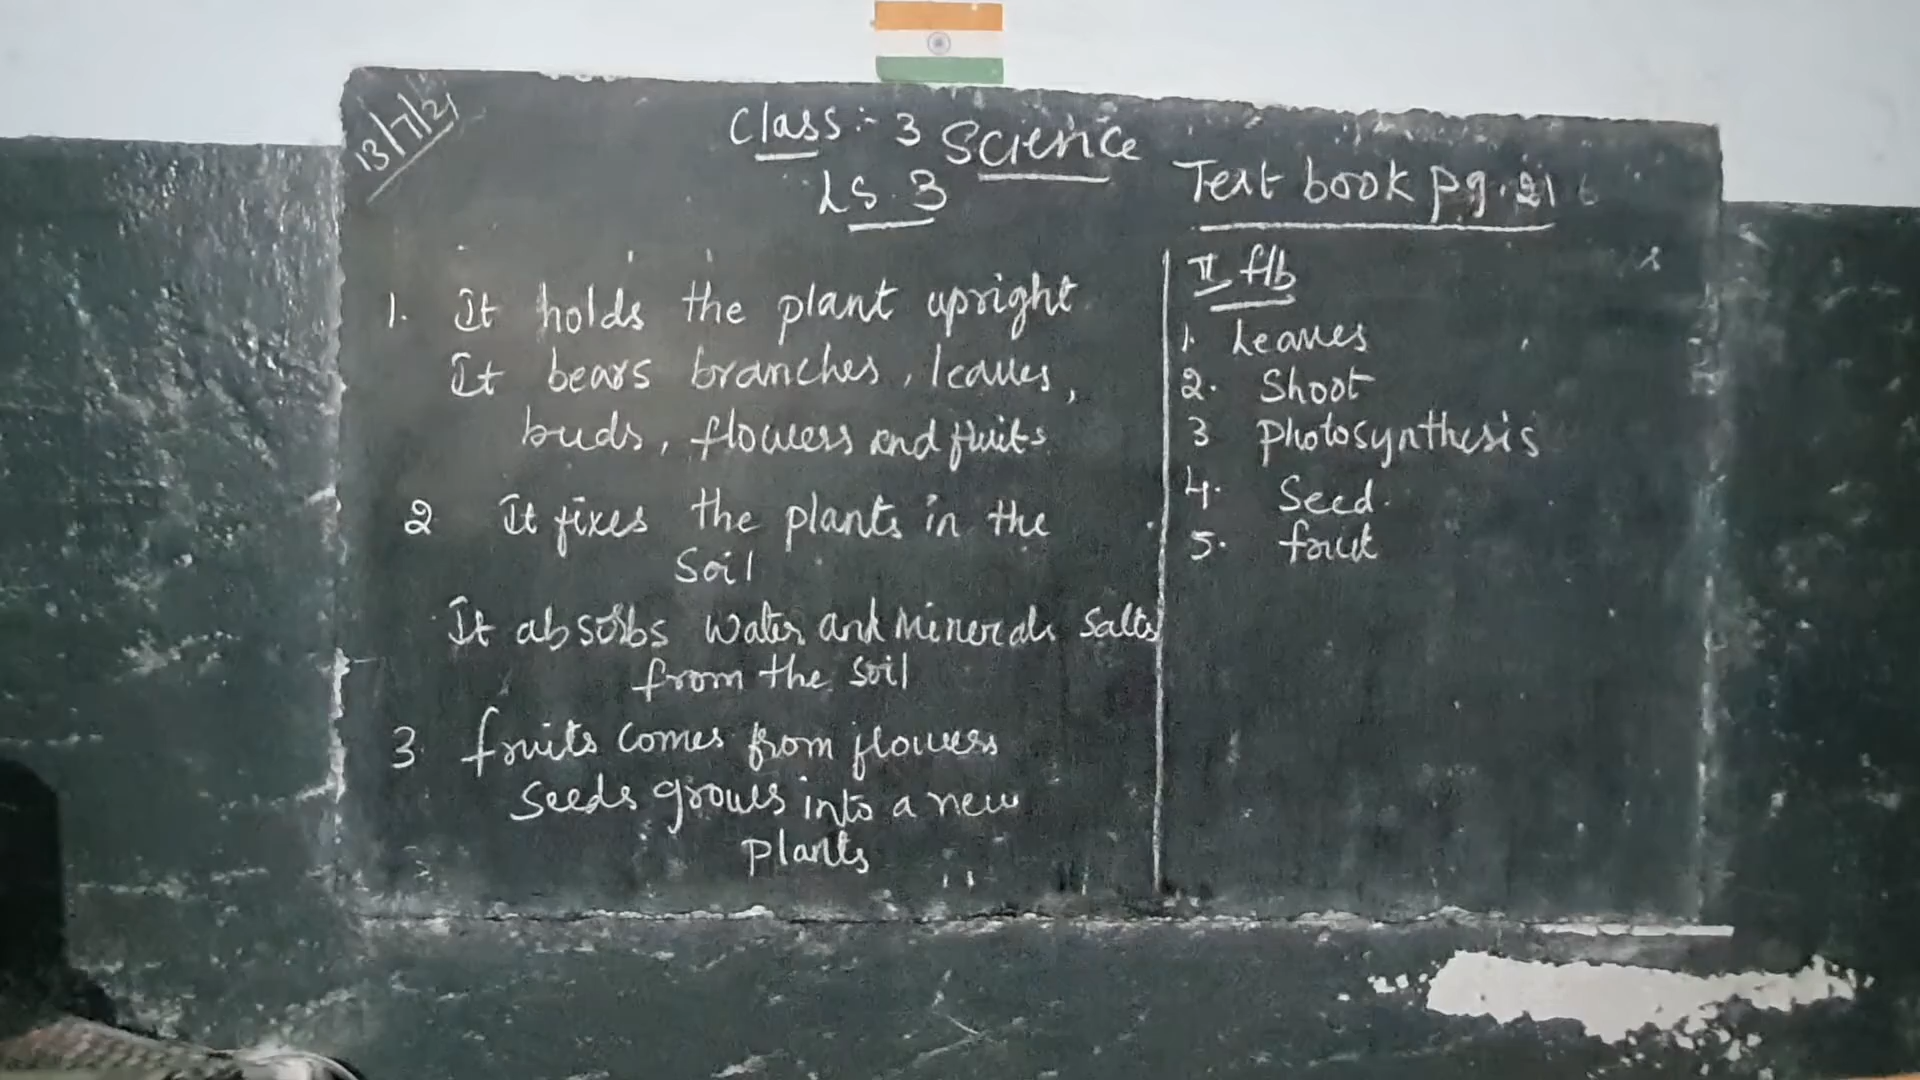 13/7/21
Class:- 3 Science
Ls. 3
Text book pg. 21
1. It holds the plant upright
It bears branches, leaves,
buds, flowers and fruits
2 It fixes the plants in the
Soil
It absorbs water and minerals salts
from the soil
3. fruits comes from flowers
seeds grows into a new
plants
II f/b
1. Leaves
2. Shoot
3 photosynthesis
4. Seed.
5. fruit